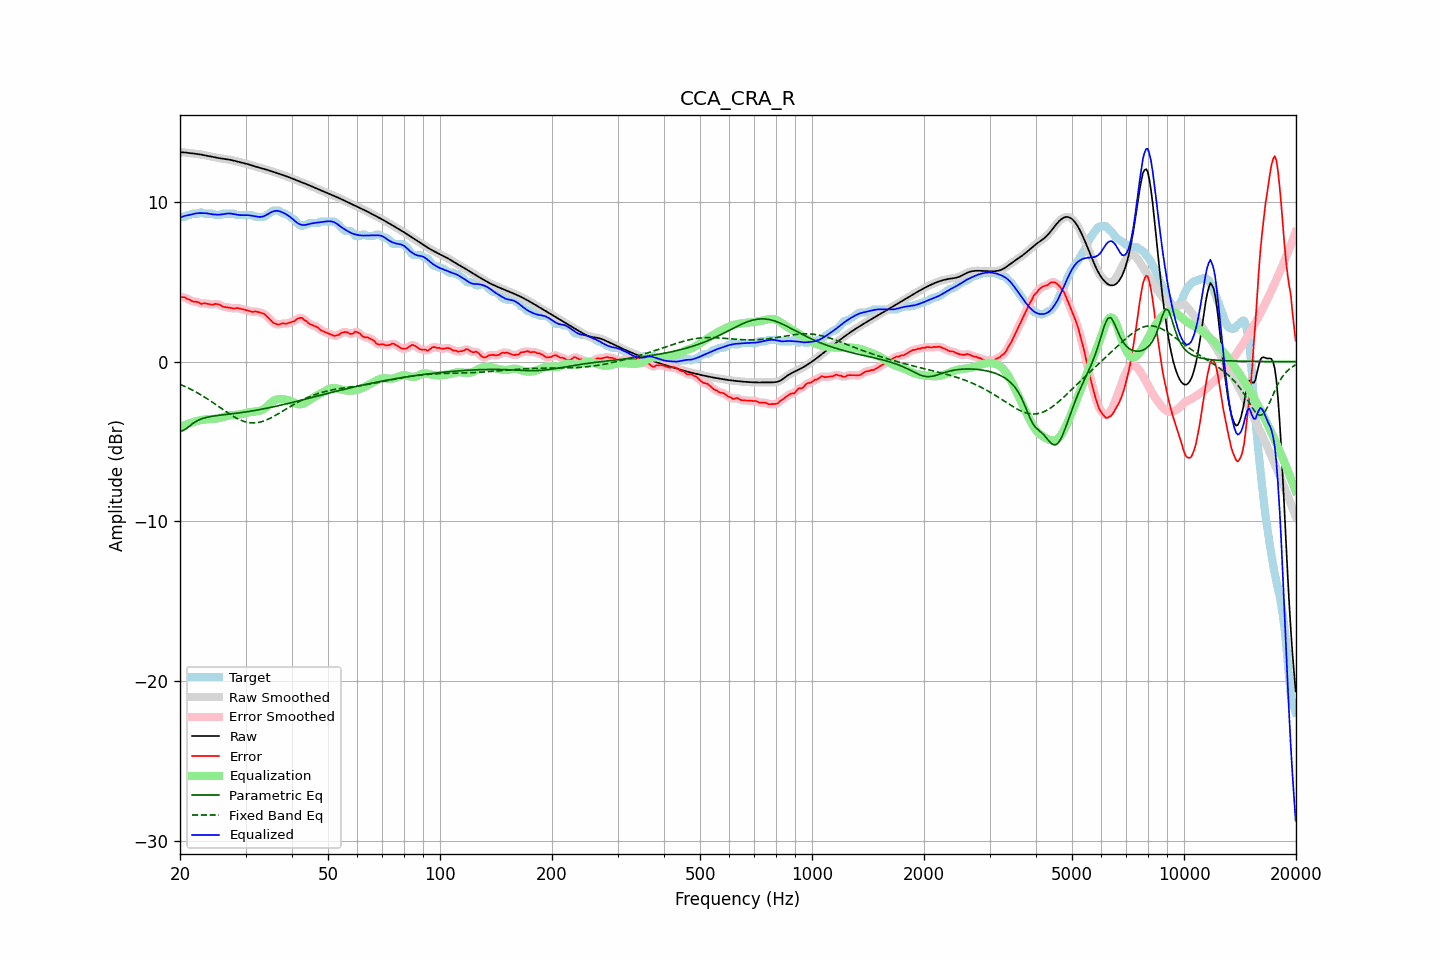 CCA_CRA_R
Amplitude (dBr)
10
0
−10
−20
−30
Target
Raw Smoothed
Error Smoothed
Raw
Error
Equalization
Parametric Eq
Fixed Band Eq
Equalized
20 50 100 200 500 1000 2000 5000 10000 20000
Frequency (Hz)